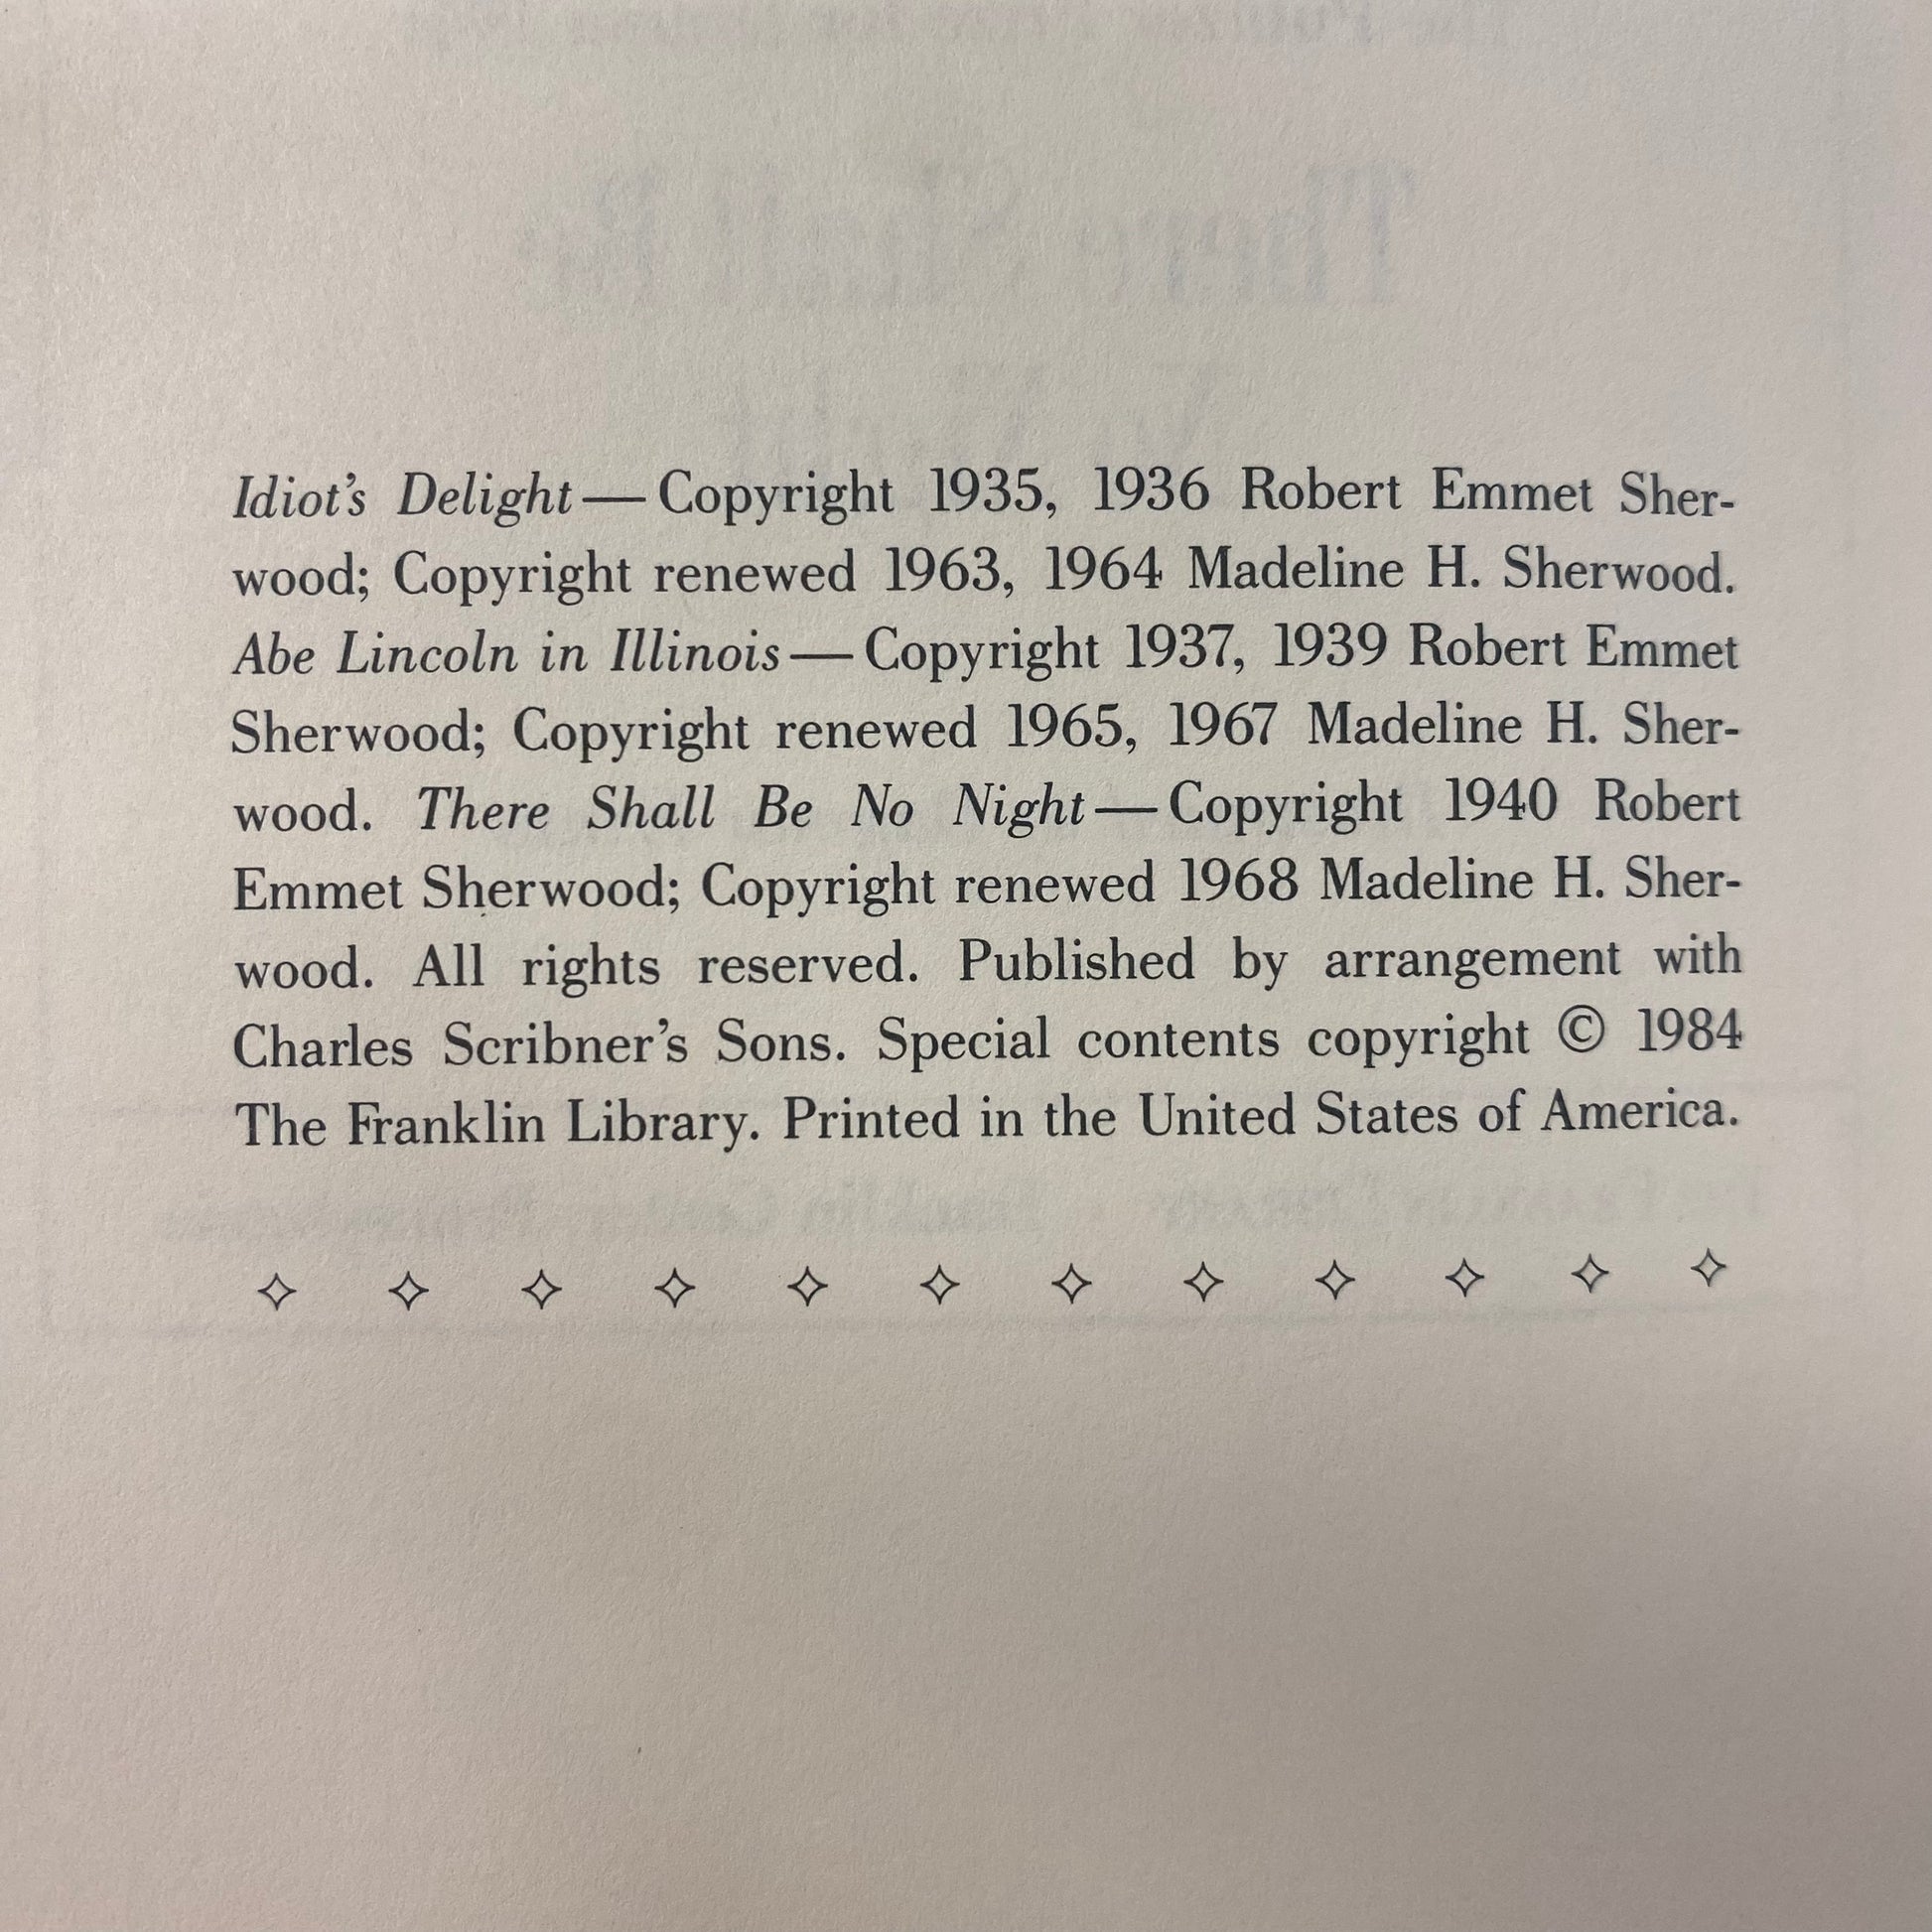 Idiot's Delight — Copyright 1935, 1936 Robert Emmet Sher-
wood; Copyright renewed 1963, 1964 Madeline H. Sherwood.
Abe Lincoln in Illinois — Copyright 1937, 1939 Robert Emmet
Sherwood; Copyright renewed 1965, 1967 Madeline H. Sher-
wood. There Shall Be No Night — Copyright 1940 Robert
Emmet Sherwood; Copyright renewed 1968 Madeline H. Sher-
wood. All rights reserved. Published by arrangement with
Charles Scribner's Sons. Special contents copyright © 1984
The Franklin Library. Printed in the United States of America.